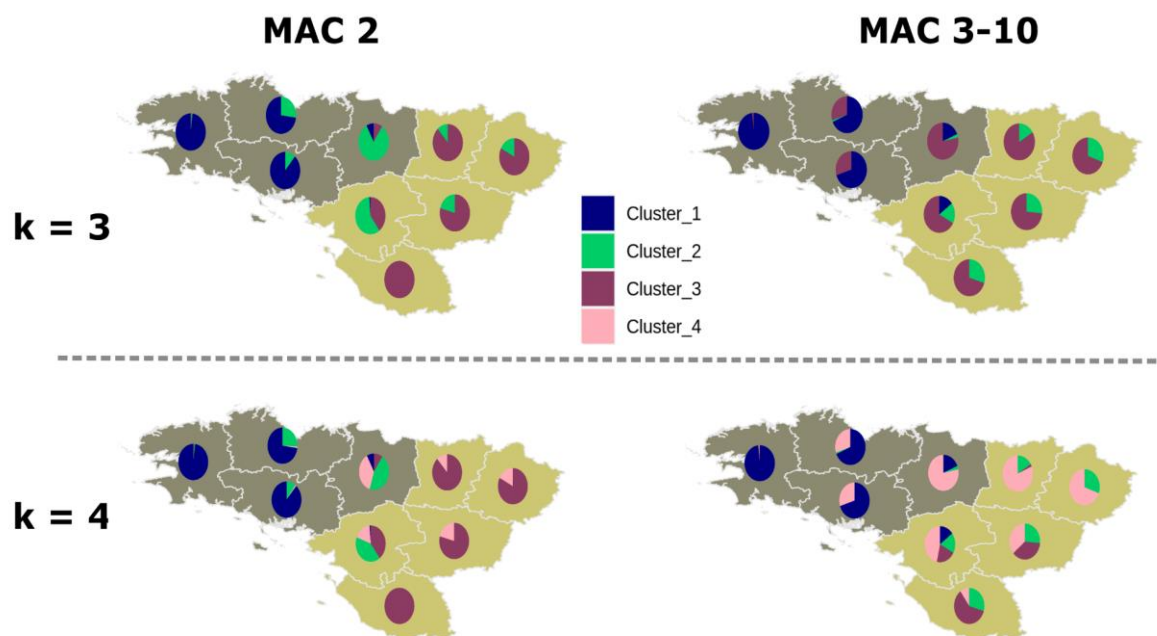 MAC 2
MAC 3-10
k = 3
Cluster_1
Cluster_2
Cluster_3
Cluster_4
k = 4